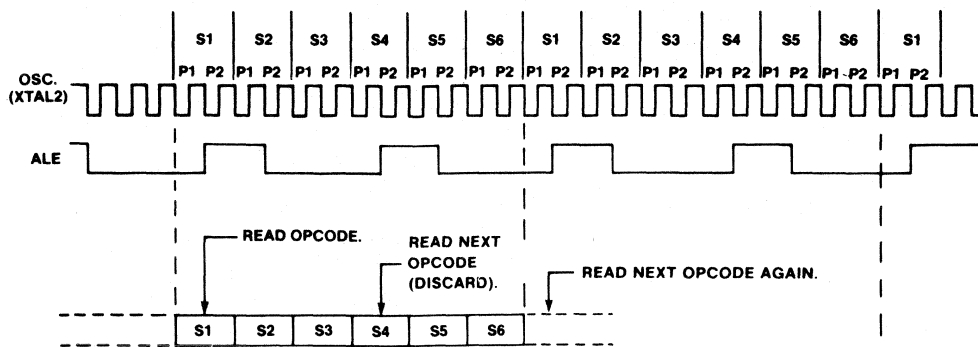 S1 S2 S3 S4 S5 S6 S1 S2 S3 S4 S5 S6 S1
P1 P2 P1 P2 P1 P2 P1 P2 P1 P2 P1 P2 P1 P2 P1 P2 P1 P2 P1 P2 P1 P2 P1 P2 P1 P2
OSC.
(XTAL2)
ALE
READ OPCODE.
READ NEXT
OPCODE
(DISCARD).
READ NEXT OPCODE AGAIN.
S1 S2 S3 S4 S5 S6